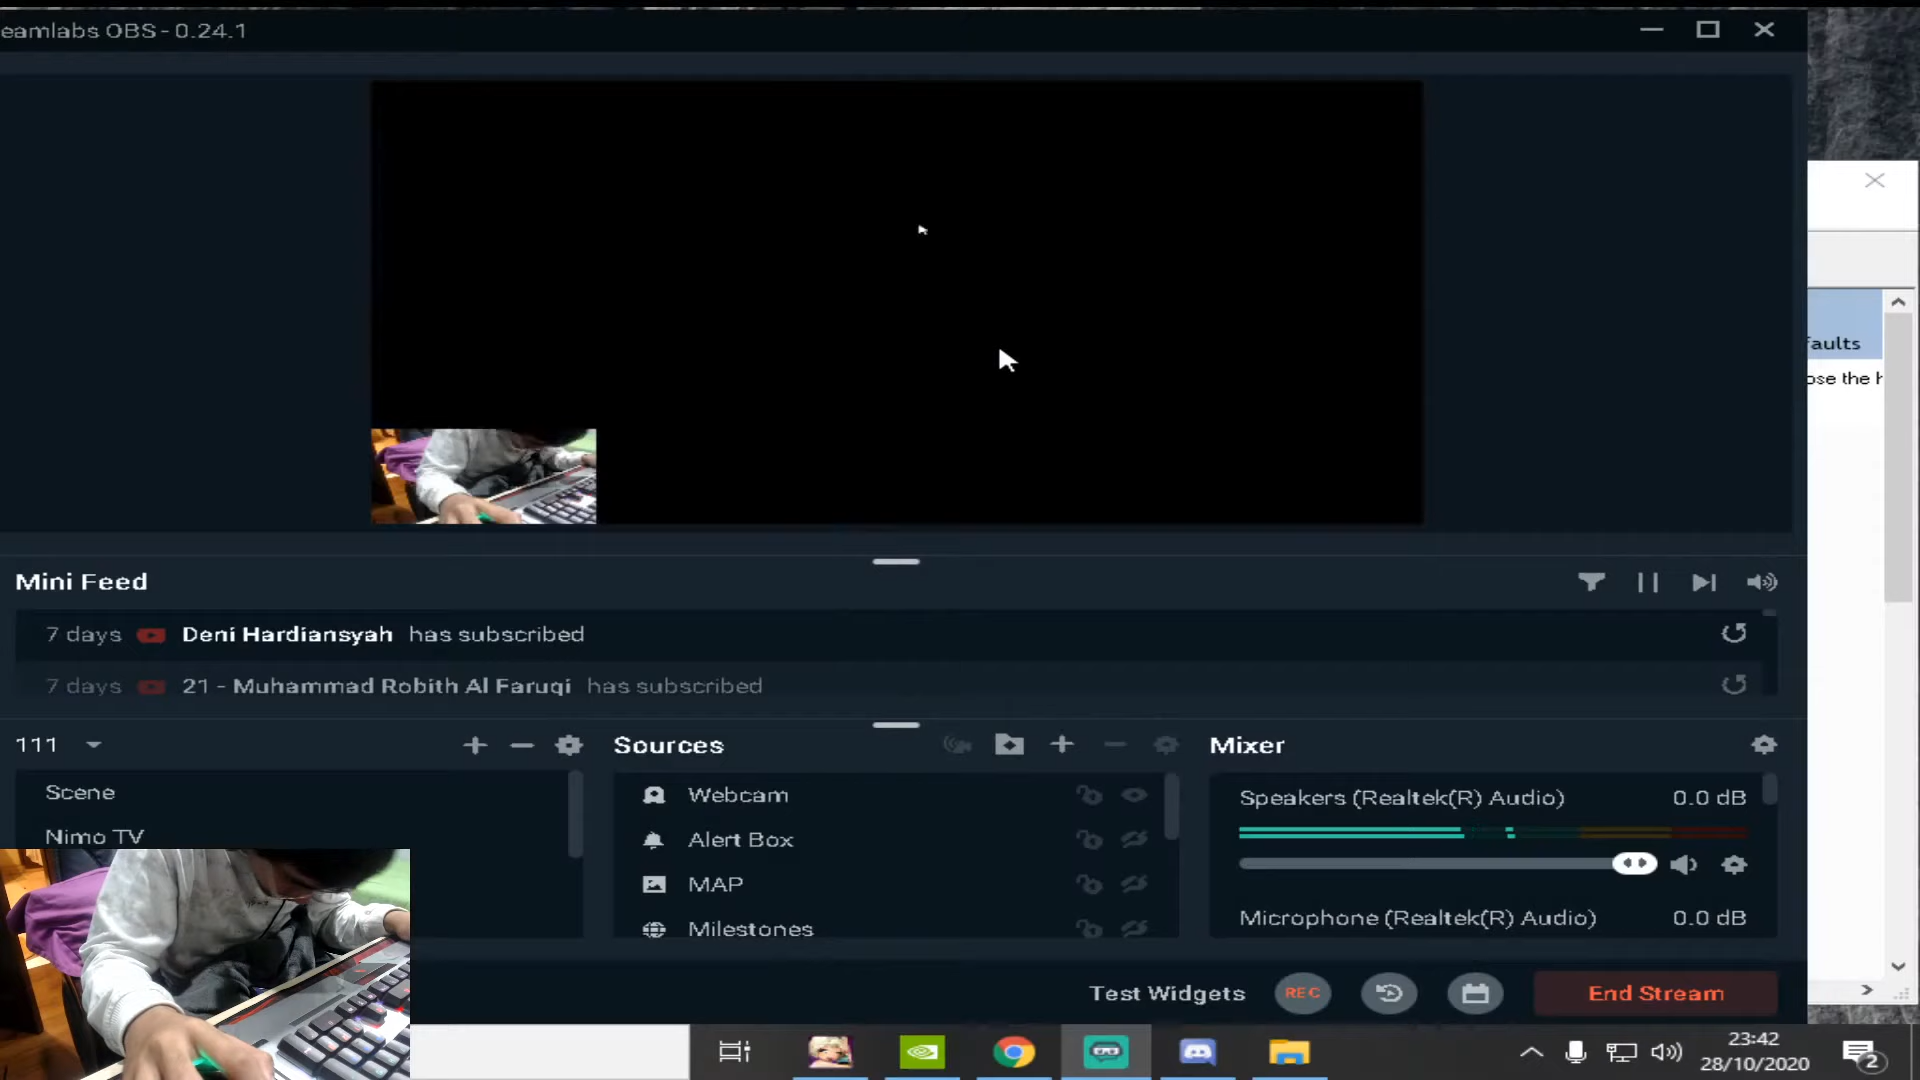 eamlabs OBS - 0.24.1
faults
ose the h
Mini Feed
7 days Deni Hardiansyah has subscribed
7 days 21 - Muhammad Robith Al Faruqi has subscribed
111
Sources
Mixer
Scene
Nimo TV
Webcam
Alert Box
MAP
Milestones
Speakers (Realtek(R) Audio) 0.0 dB
Microphone (Realtek(R) Audio) 0.0 dB
Test Widgets
REC
End Stream
23:42
28/10/2020
2